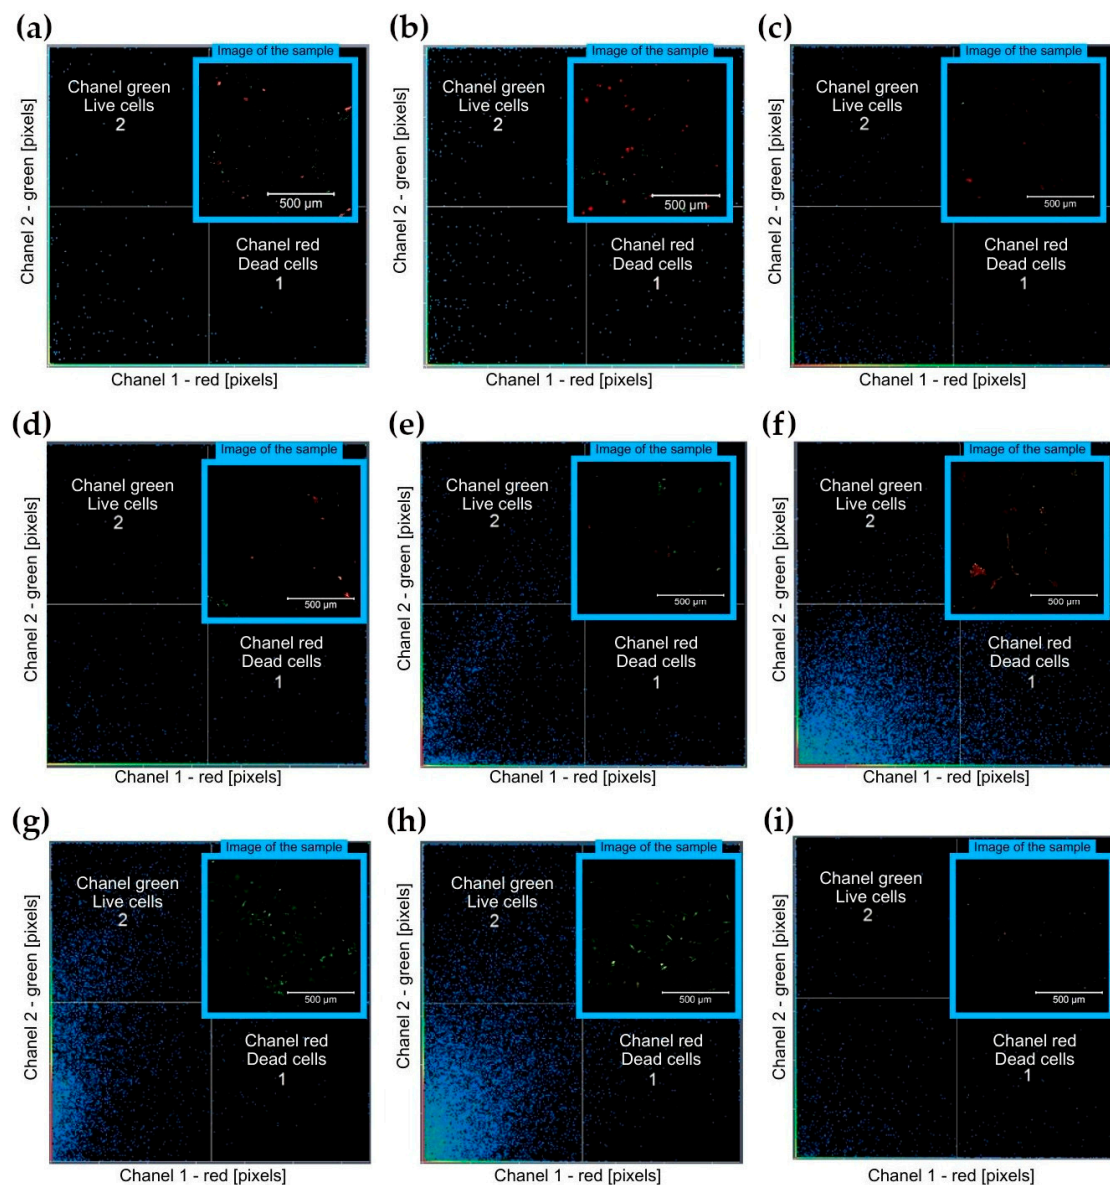 (a)
Image of the sample
Chanel green
Live cells
2
500 µm
Chanel red
Dead cells
1
Chanel 2 - green [pixels]
Chanel 1 - red [pixels]
(b)
Image of the sample
Chanel green
Live cells
2
500 µm
Chanel red
Dead cells
1
Chanel 2 - green [pixels]
Chanel 1 - red [pixels]
(c)
Image of the sample
Chanel green
Live cells
2
500 µm
Chanel red
Dead cells
1
Chanel 2 - green [pixels]
Chanel 1 - red [pixels]
(d)
Image of the sample
Chanel green
Live cells
2
500 µm
Chanel red
Dead cells
1
Chanel 2 - green [pixels]
Chanel 1 - red [pixels]
(e)
Image of the sample
Chanel green
Live cells
2
500 µm
Chanel red
Dead cells
1
Chanel 2 - green [pixels]
Chanel 1 - red [pixels]
(f)
Image of the sample
Chanel green
Live cells
2
500 µm
Chanel red
Dead cells
1
Chanel 2 - green [pixels]
Chanel 1 - red [pixels]
(g)
Image of the sample
Chanel green
Live cells
2
500 µm
Chanel red
Dead cells
1
Chanel 2 - green [pixels]
Chanel 1 - red [pixels]
(h)
Image of the sample
Chanel green
Live cells
2
500 µm
Chanel red
Dead cells
1
Chanel 2 - green [pixels]
Chanel 1 - red [pixels]
(i)
Image of the sample
Chanel green
Live cells
2
500 µm
Chanel red
Dead cells
1
Chanel 2 - green [pixels]
Chanel 1 - red [pixels]